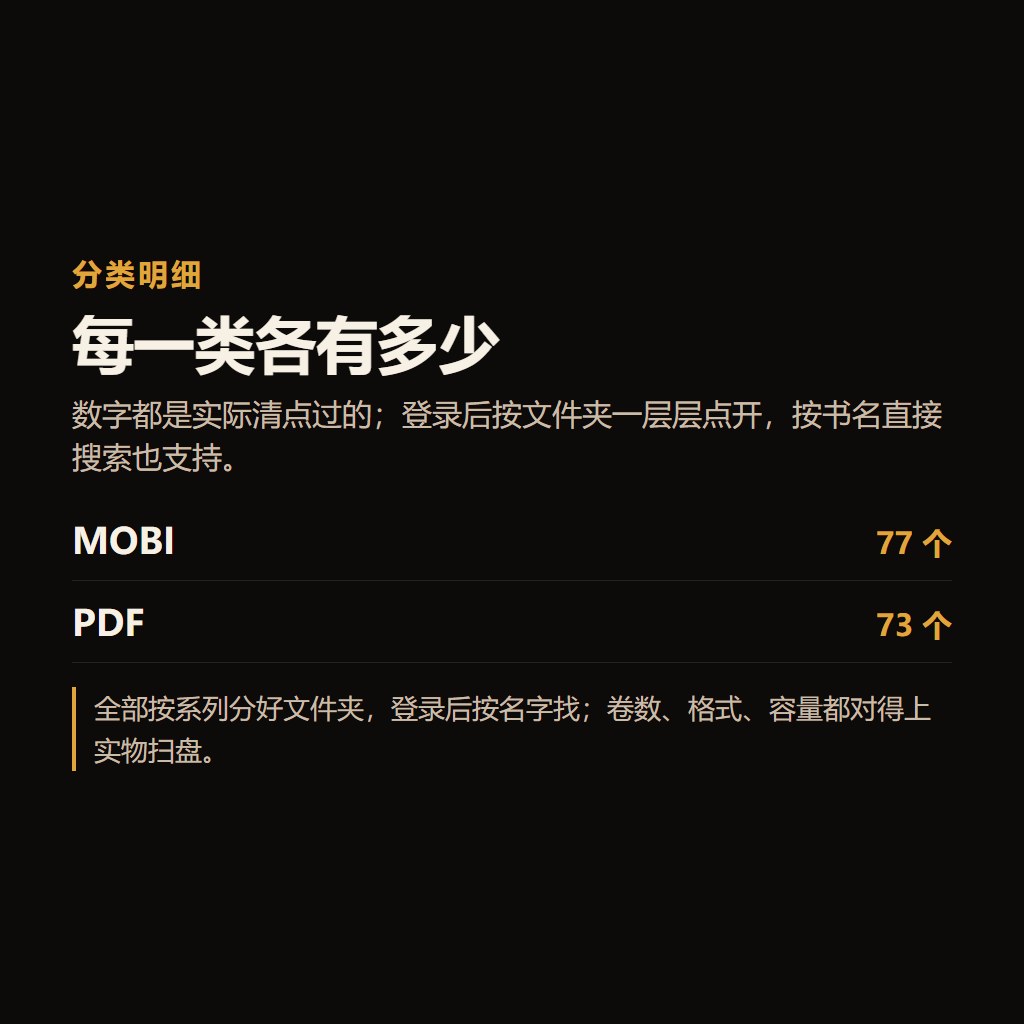 分类明细
每一类各有多少
数字都是实际清点过的；登录后按文件夹一层层点开，按书名直接
搜索也支持。
MOBI 77 个
PDF 73 个
全部按系列分好文件夹，登录后按名字找；卷数、格式、容量都对得上
实物扫盘。